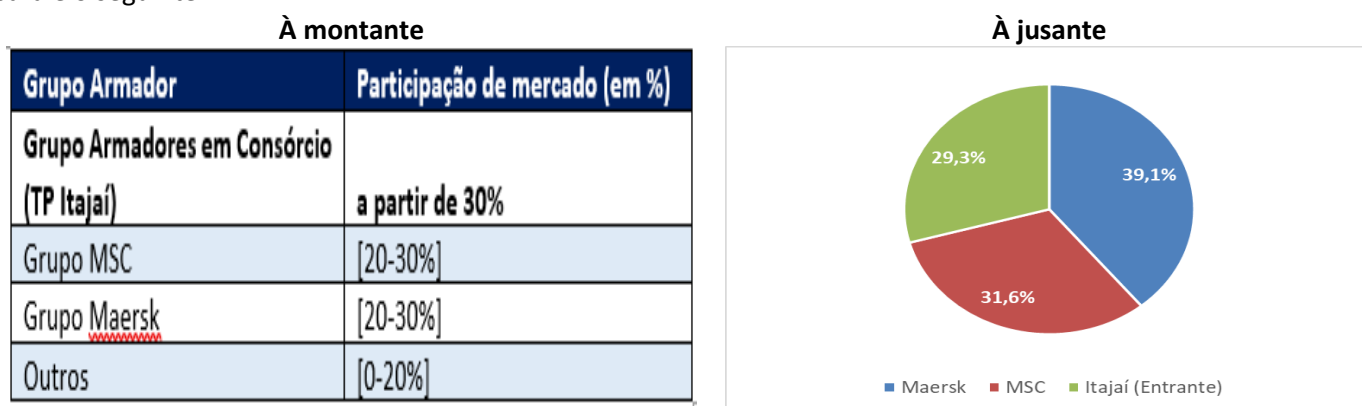 À montante
Grupo Armador Participação de mercado (em %)
Grupo Armadores em Consórcio
(TP Itajaí) a partir de 30%
Grupo MSC [20-30%]
Grupo Maersk [20-30%]
Outros [0-20%]
À jusante
29,3%
39,1%
31,6%
Maersk MSC Itajaí (Entrante)